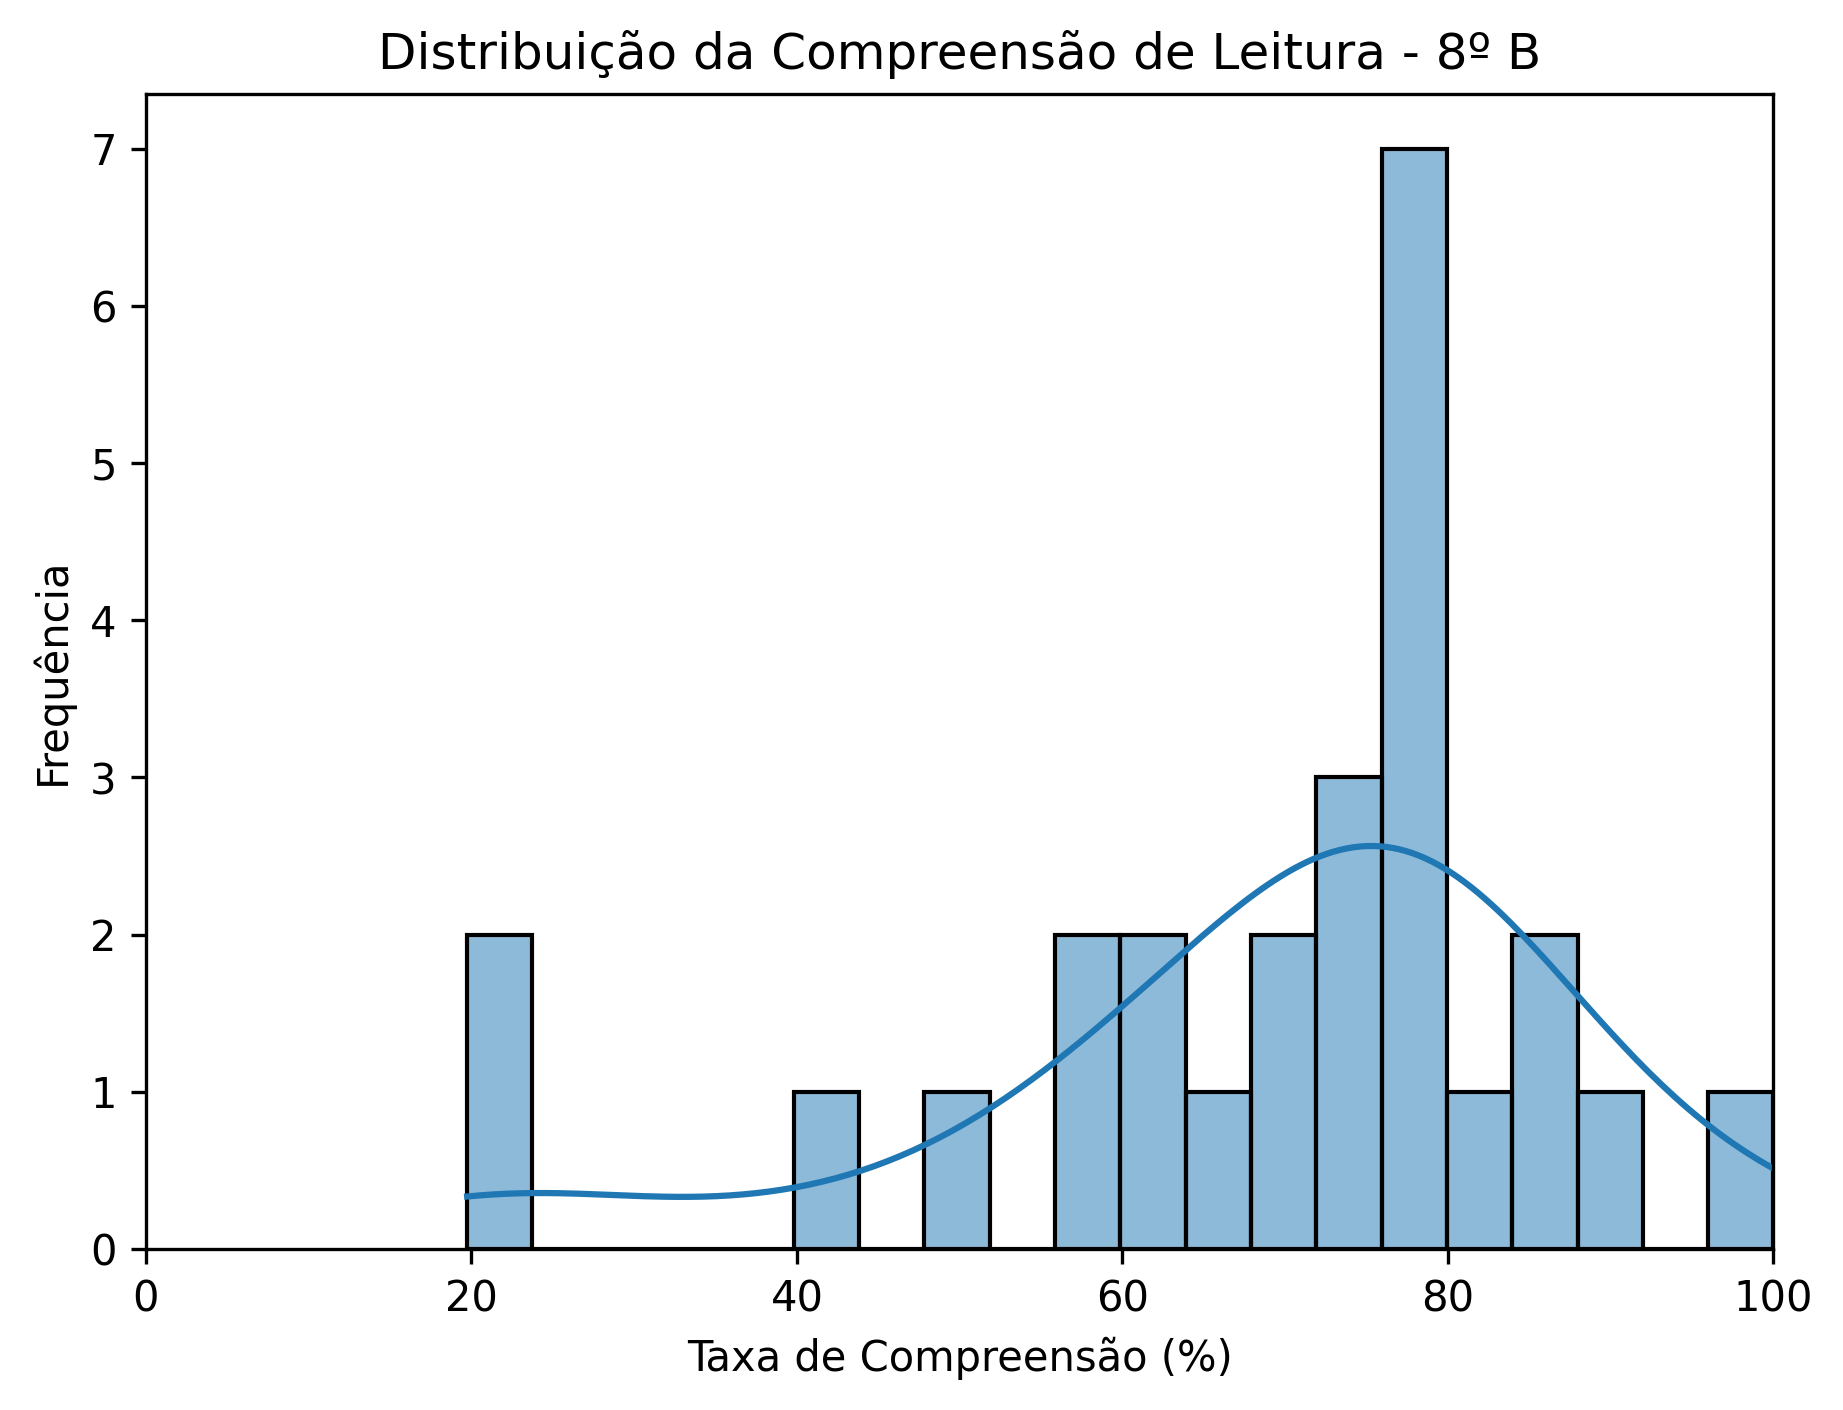 Distribuição da Compreensão de Leitura - 8º B
7
6
5
4
3
2
1
0
Frequência
0 20 40 60 80 100
Taxa de Compreensão (%)